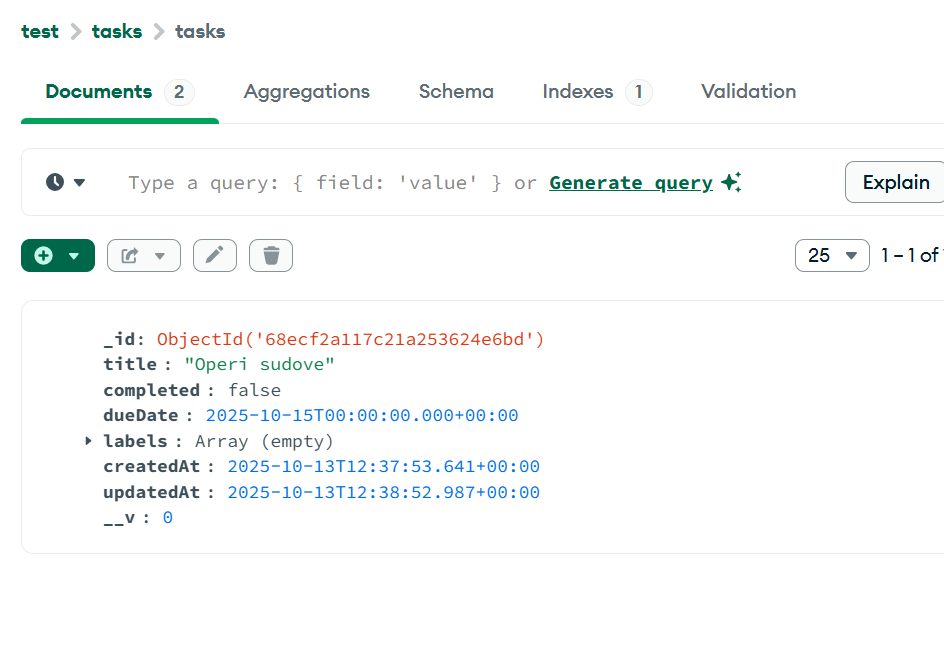 test > tasks > tasks
Documents 2 Aggregations Schema Indexes 1 Validation
Type a query: { field: 'value' } or Generate query Explain
25 1 – 1 of
_id: ObjectId('68ecf2a117c21a253624e6bd')
title : "Operi sudove"
completed : false
dueDate : 2025-10-15T00:00:00.000+00:00
labels : Array (empty)
createdAt : 2025-10-13T12:37:53.641+00:00
updatedAt : 2025-10-13T12:38:52.987+00:00
__v : 0